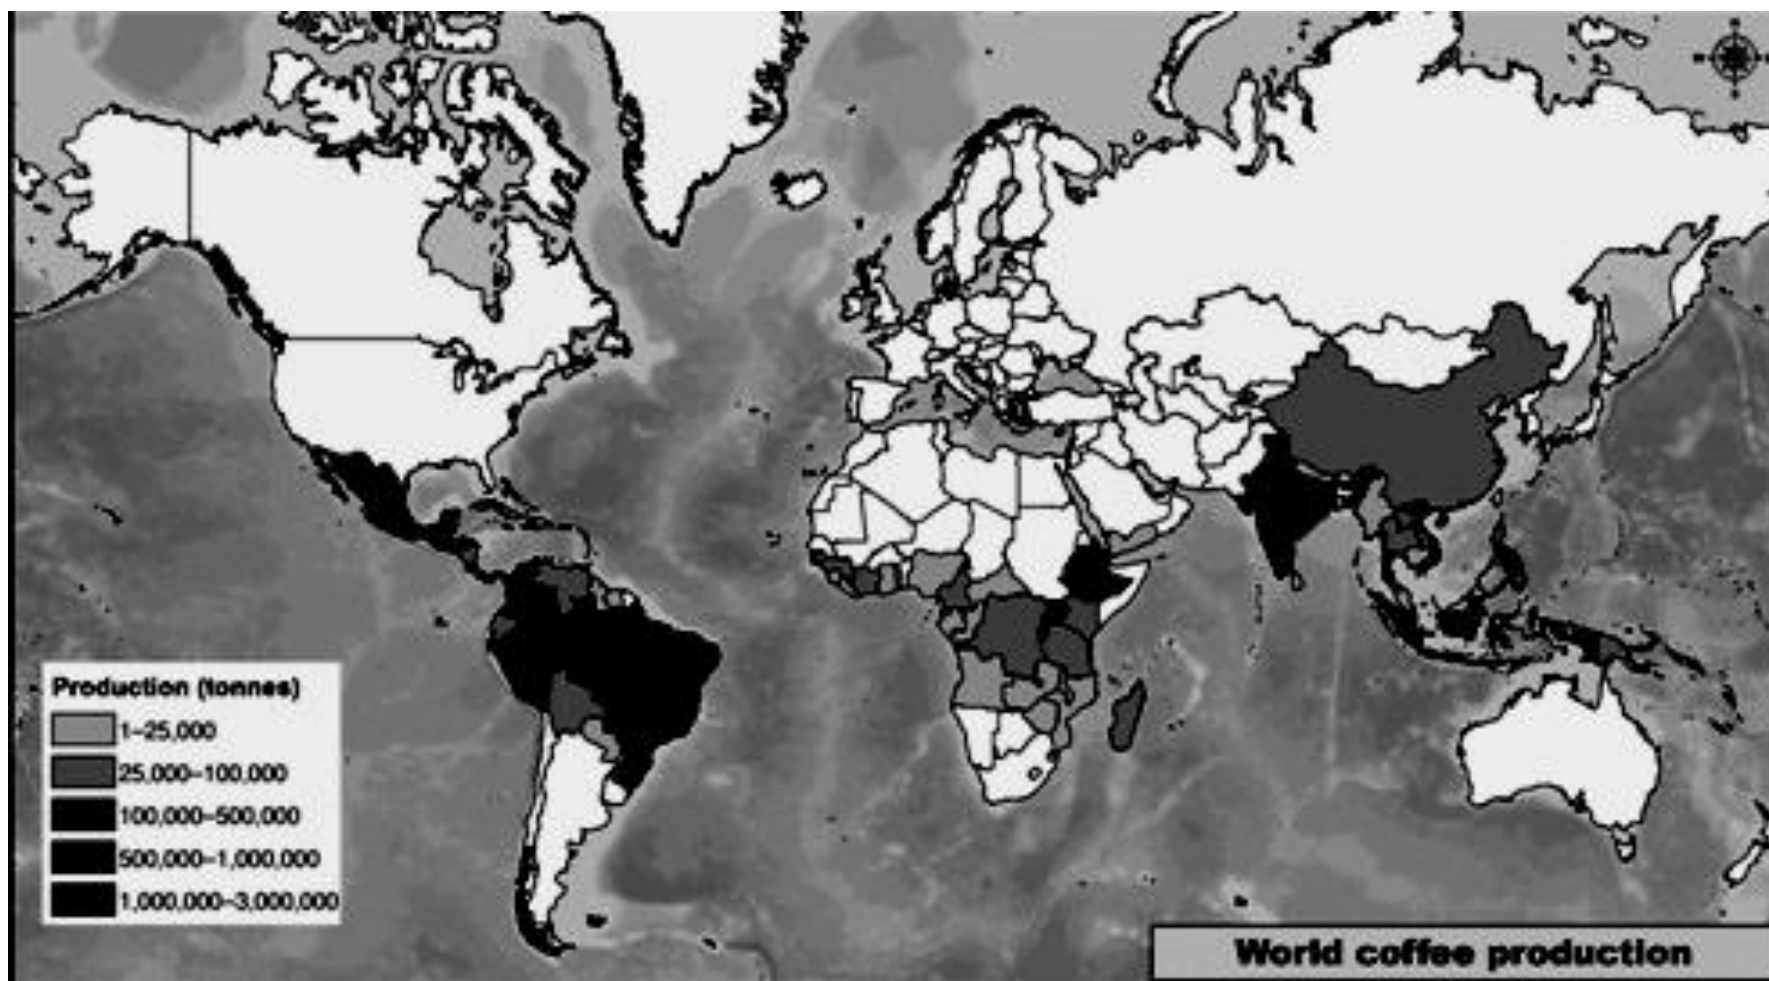 Production (tonnes)
1–25,000
25,000–100,000
100,000–500,000
500,000–1,000,000
1,000,000–3,000,000
World coffee production